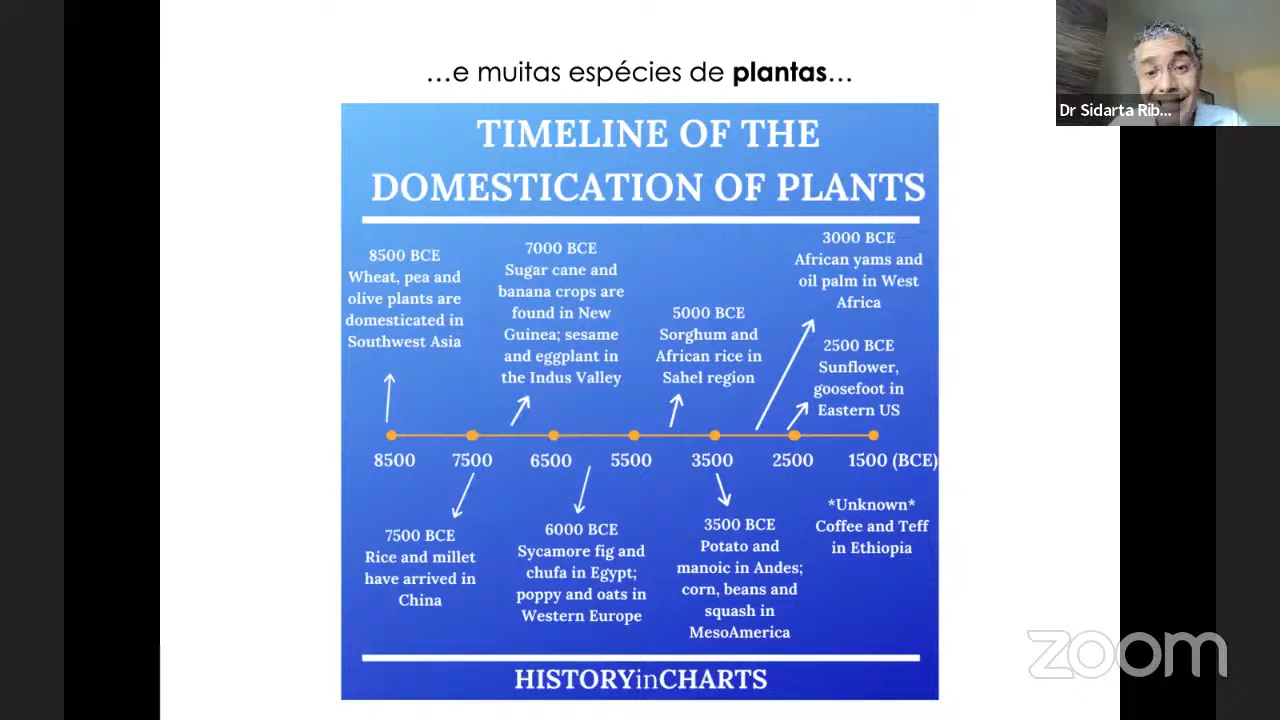 ...e muitas espécies de plantas...
Dr Sidarta Rib...
TIMELINE OF THE
DOMESTICATION OF PLANTS
8500 BCE
Wheat, pea and
olive plants are
domesticated in
Southwest Asia
7000 BCE
Sugar cane and
banana crops are
found in New
Guinea; sesame
and eggplant in
the Indus Valley
5000 BCE
Sorghum and
African rice in
Sahel region
3000 BCE
African yams and
oil palm in West
Africa
2500 BCE
Sunflower,
goosefoot in
Eastern US
8500 7500 6500 5500 3500 2500 1500 (BCE)
7500 BCE
Rice and millet
have arrived in
China
6000 BCE
Sycamore fig and
chufa in Egypt;
poppy and oats in
Western Europe
3500 BCE
Potato and
manoic in Andes;
corn, beans and
squash in
MesoAmerica
*Unknown*
Coffee and Teff
in Ethiopia
HISTORYinCHARTS
zoom